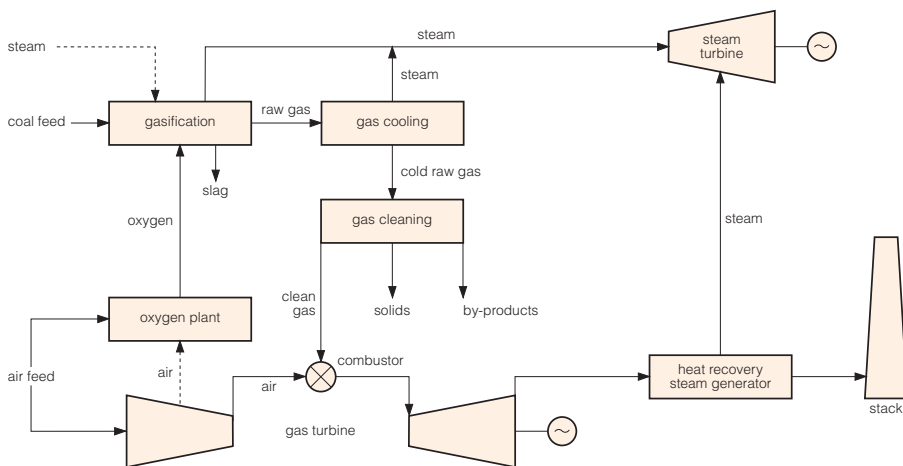 steam
steam
steam
turbine
steam
coal feed
gasification
raw gas
gas cooling
cold raw gas
slag
oxygen
gas cleaning
steam
clean
gas
solids
by-products
oxygen plant
air feed
air
air
combustor
heat recovery
steam generator
gas turbine
stack